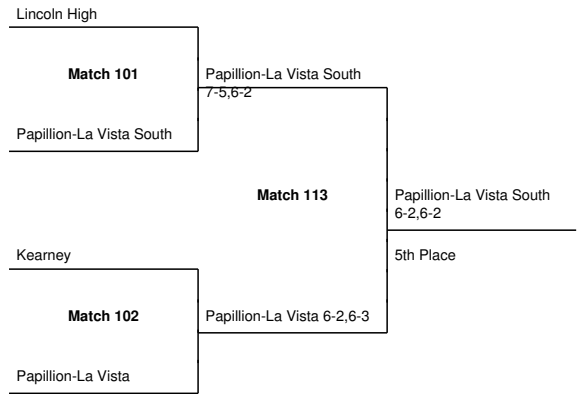 Lincoln High
Match 101
Papillion-La Vista South
7-5,6-2
Papillion-La Vista South
Match 113
Papillion-La Vista South
6-2,6-2
Kearney
5th Place
Match 102
Papillion-La Vista 6-2,6-3
Papillion-La Vista